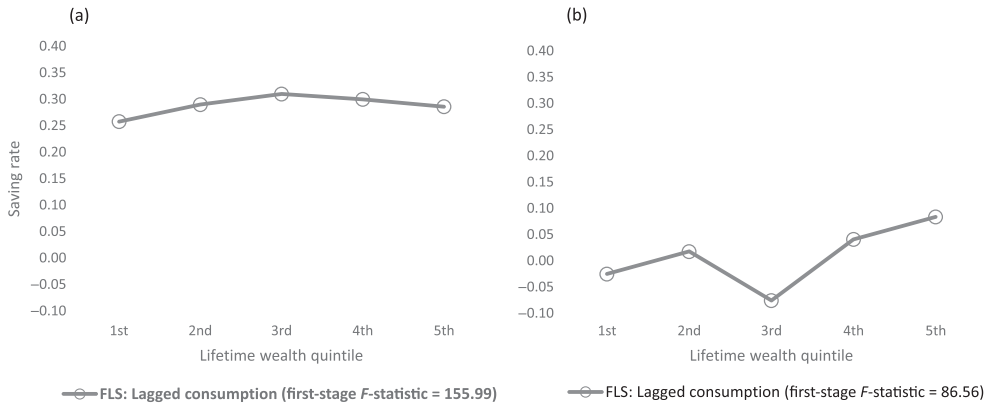 (a)
0.40
0.35
0.30
0.25
0.20
0.15
0.10
0.05
0.00
–0.05
–0.10
Saving rate
1st 2nd 3rd 4th 5th
Lifetime wealth quintile
FLS: Lagged consumption (first-stage F-statistic = 155.99)
(b)
0.40
0.35
0.30
0.25
0.20
0.15
0.10
0.05
0.00
–0.05
–0.10
1st 2nd 3rd 4th 5th
Lifetime wealth quintile
FLS: Lagged consumption (first-stage F-statistic = 86.56)